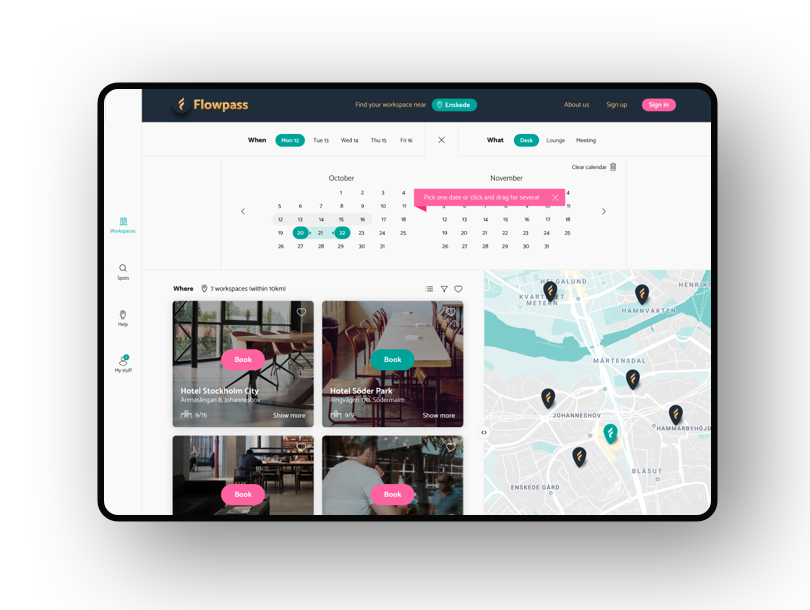 Flowpass
Find your workspace near
Enskede
About us
Sign up
Sign in
When
Mon 12
Tue 13
Wed 14
Thu 15
Fri 16
What
Desk
Lounge
Meeting
Clear calendar
October
1 2 3 4
5 6 7 8 9 10 11
12 13 14 15 16 17 18
19 20 21 22 23 24 25
26 27 28 29 30 31
November
4
Pick one date or click and drag for several
5 6 7 8 9 10 11
12 13 14 15 16 17 18
19 20 21 22 23 24 25
26 27 28 29 30 31
Workspaces
Spots
Help
My stuff
Where
7 workspaces (within 10km)
Book
Hotel Stockholm City
Arenaslingan 8, Johanneshov
9/15
Show more
Book
Hotel Söder Park
Ringvägen 170, Södermalm
9/9
Show more
Book
Book
HELGALUND
KVARTERET
METERN
HENRIKS
HAMNVAKTEN
MÅRTENSDAL
JOHANNESHOV
HAMMARBYHÖJD
BLÅSUT
ENSKEDE GÅRD